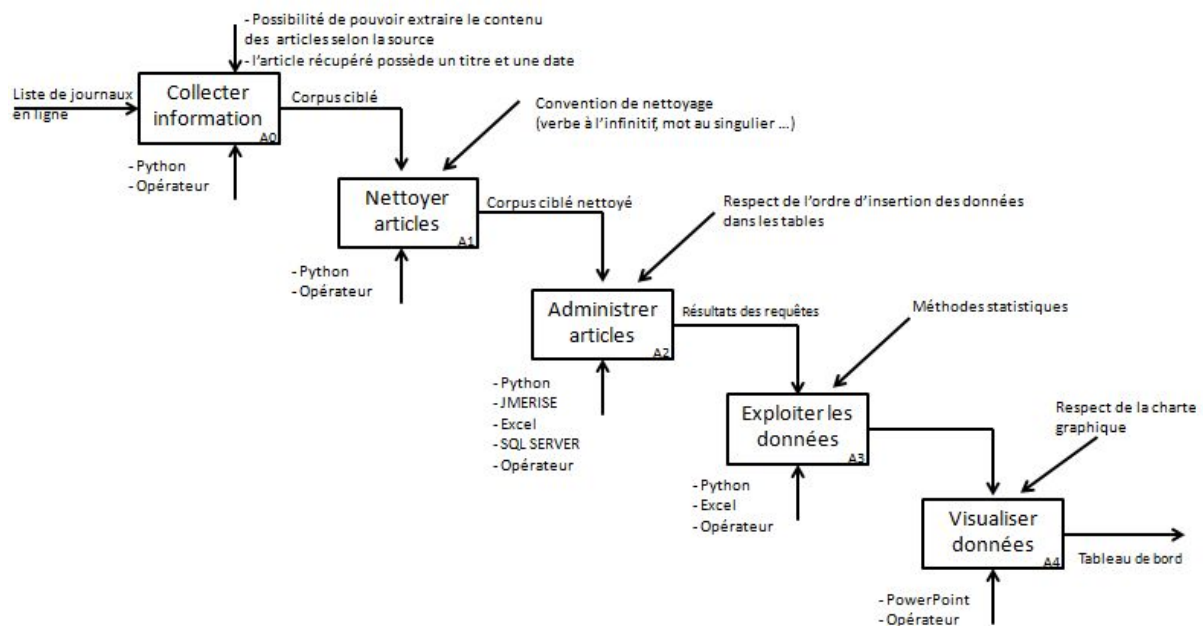 - Possibilité de pouvoir extraire le contenu
des articles selon la source
- l'article récupéré possède un titre et une date
Liste de journaux
en ligne
Collecter
information
A0
Corpus ciblé
- Python
- Opérateur
Convention de nettoyage
(verbe à l'infinitif, mot au singulier ...)
Nettoyer
articles
A1
Corpus ciblé nettoyé
- Python
- Opérateur
Respect de l'ordre d'insertion des données
dans les tables
Administrer
articles
A2
Résultats des requêtes
- Python
- JMERISE
- Excel
- SQL SERVER
- Opérateur
Méthodes statistiques
Exploiter les
données
A3
- Python
- Excel
- Opérateur
Respect de la charte
graphique
Visualiser
données
A4
Tableau de bord
- PowerPoint
- Opérateur